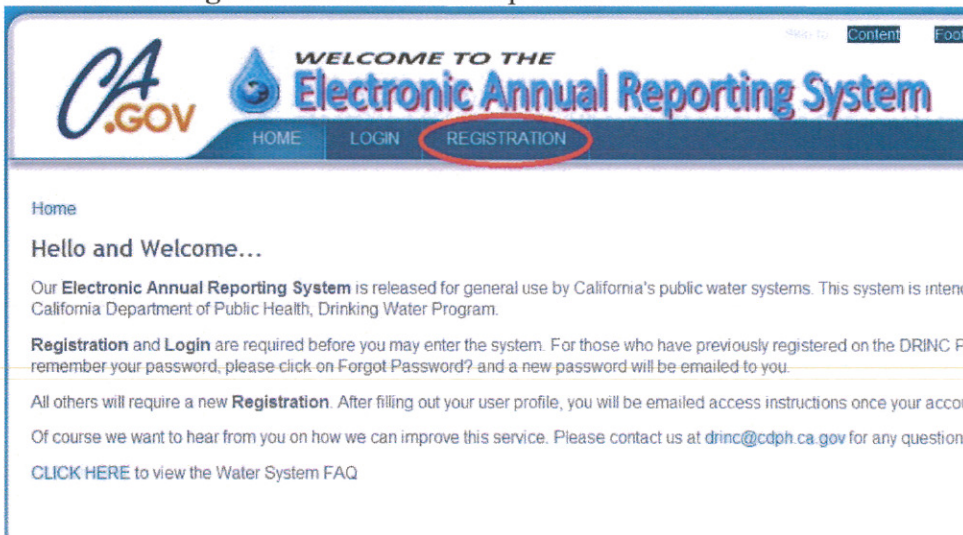 Skip to: Content Foot
CA.GOV
WELCOME TO THE
Electronic Annual Reporting System
HOME LOGIN REGISTRATION
Home
Hello and Welcome...
Our Electronic Annual Reporting System is released for general use by California's public water systems. This system is intend
California Department of Public Health, Drinking Water Program.
Registration and Login are required before you may enter the system. For those who have previously registered on the DRINC P
remember your password, please click on Forgot Password? and a new password will be emailed to you.
All others will require a new Registration. After filling out your user profile, you will be emailed access instructions once your accou
Of course we want to hear from you on how we can improve this service. Please contact us at drinc@cdph.ca.gov for any question
CLICK HERE to view the Water System FAQ